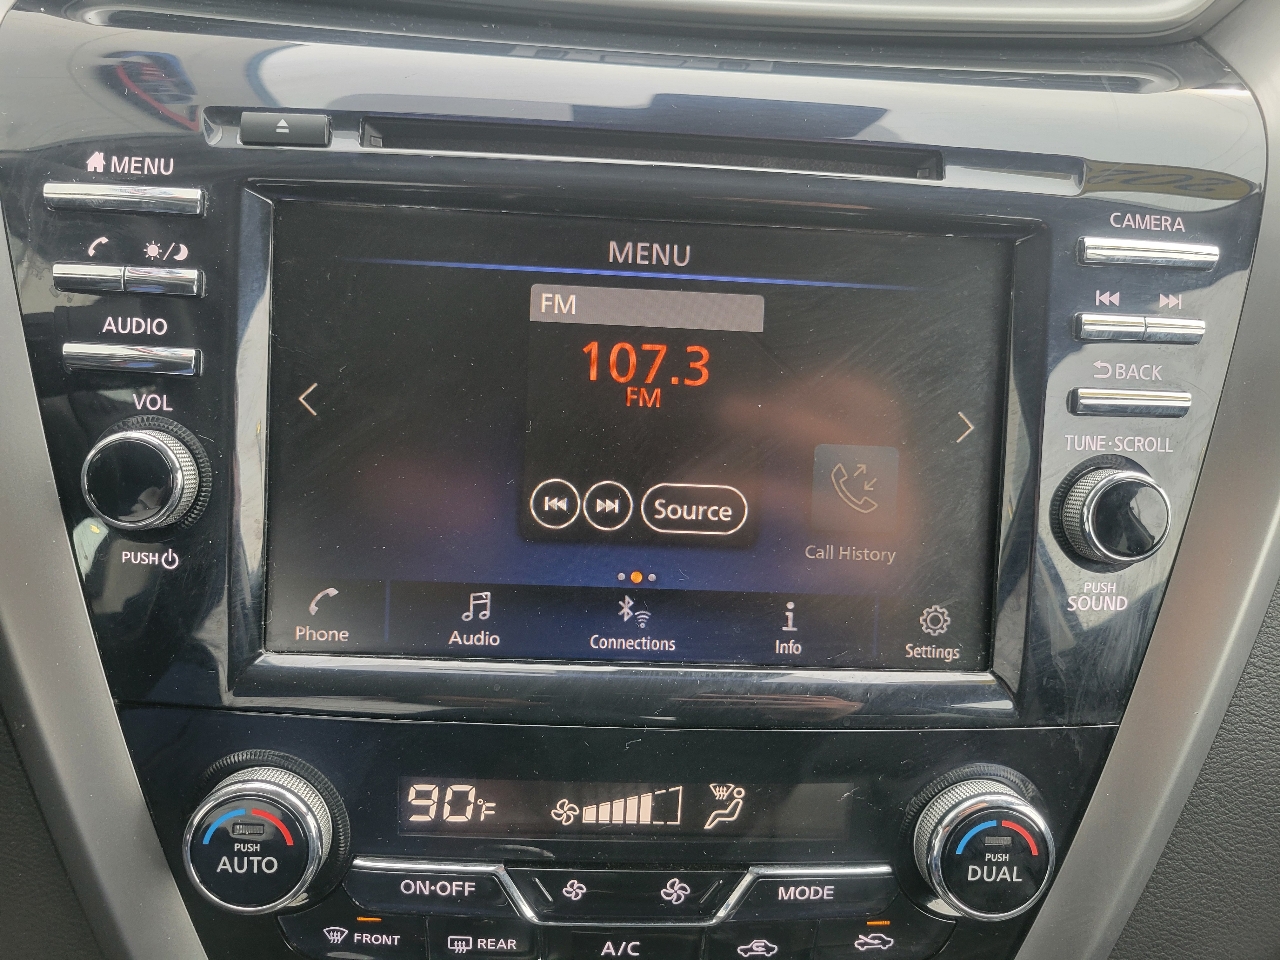 MENU
AUDIO
VOL
PUSH
CAMERA
BACK
TUNE·SCROLL
PUSH
SOUND
MENU
FM
107.3
FM
Source
Call History
Phone
Audio
Connections
Info
Settings
90°F
PUSH
AUTO
ON·OFF
MODE
PUSH
DUAL
FRONT
REAR
A/C